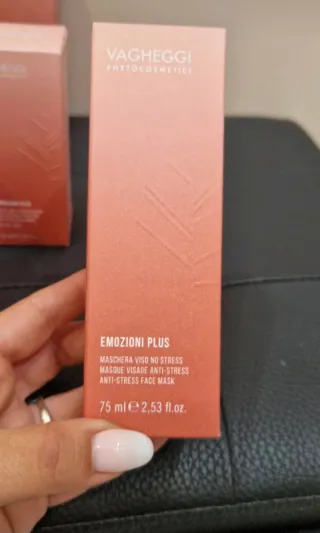 VAGHEGGI
PHYTOCOSMETICI
EMOZIONI PLUS
MASCHERA VISO NO STRESS
MASQUE VISAGE ANTI-STRESS
ANTI-STRESS FACE MASK
75 ml ℮ 2,53 fl.oz.
VAGHEGGI